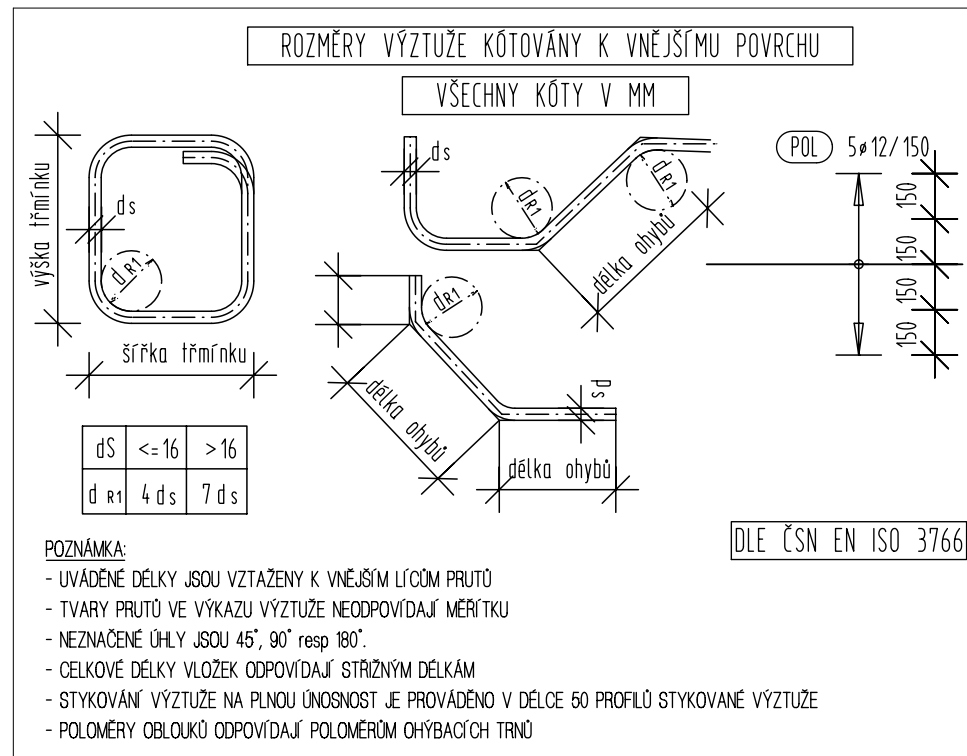 ROZMĚRY VÝZTUŽE KÓTOVÁNY K VNĚJŠÍMU POVRCHU
VŠECHNY KÓTY V MM
výška třmínku
ds
dR1
šířka třmínku
ds
dR1
dR1
délka ohybů
dR1
délka ohybů
ds
délka ohybů
POL 5ø12/150
150
150
150
150
dS <=16 >16
d R1 4ds 7ds
DLE ČSN EN ISO 3766
POZNÁMKA:
- UVÁDĚNÉ DÉLKY JSOU VZTAŽENY K VNĚJŠÍM LÍCŮM PRUTŮ
- TVARY PRUTŮ VE VÝKAZU VÝZTUŽE NEODPOVÍDAJÍ MĚŘÍTKU
- NEZNAČENÉ ÚHLY JSOU 45°, 90° resp 180°.
- CELKOVÉ DÉLKY VLOŽEK ODPOVÍDAJÍ STŘIŽNÝM DÉLKÁM
- STYKOVÁNÍ VÝZTUŽE NA PLNOU ÚNOSNOST JE PROVÁDĚNO V DÉLCE 50 PROFILŮ STYKOVANÉ VÝZTUŽE
- POLOMĚRY OBLOUKŮ ODPOVÍDAJÍ POLOMĚRŮM OHÝBACÍCH TRNŮ